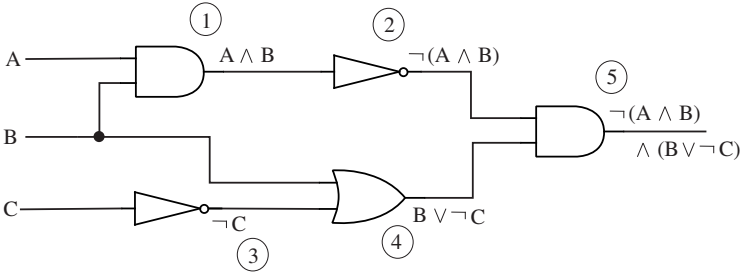 1
2
A
A ∧ B
¬(A ∧ B)
5
¬(A ∧ B)
B
∧ (B ∨ ¬ C)
C
¬C
B ∨ ¬ C
3
4